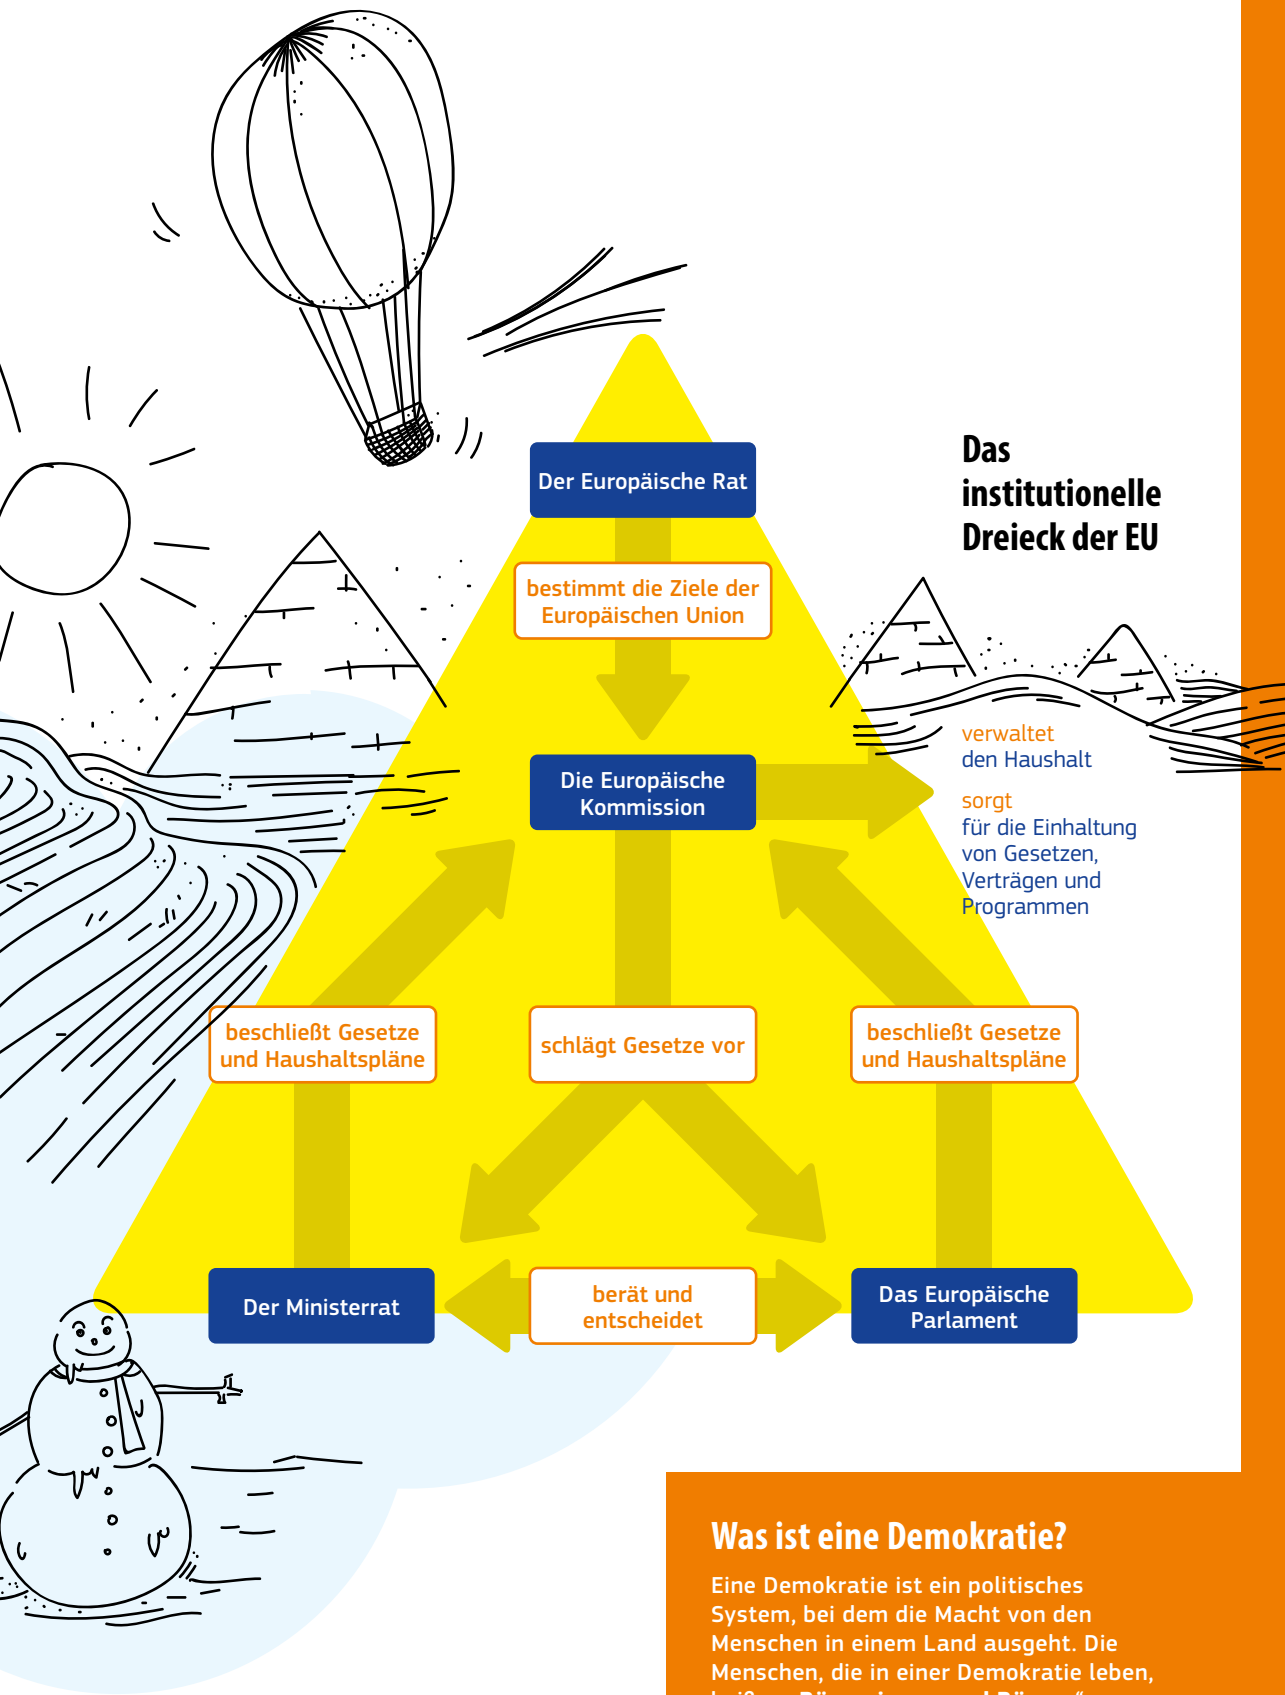 Das
institutionelle
Dreieck der EU
Der Europäische Rat
bestimmt die Ziele der
Europäischen Union
Die Europäische
Kommission
verwaltet
den Haushalt
sorgt
für die Einhaltung
von Gesetzen,
Verträgen und
Programmen
beschließt Gesetze
und Haushaltspläne
schlägt Gesetze vor
beschließt Gesetze
und Haushaltspläne
Der Ministerrat
berät und
entscheidet
Das Europäische
Parlament
Was ist eine Demokratie?
Eine Demokratie ist ein politisches
System, bei dem die Macht von den
Menschen in einem Land ausgeht. Die
Menschen, die in einer Demokratie leben,